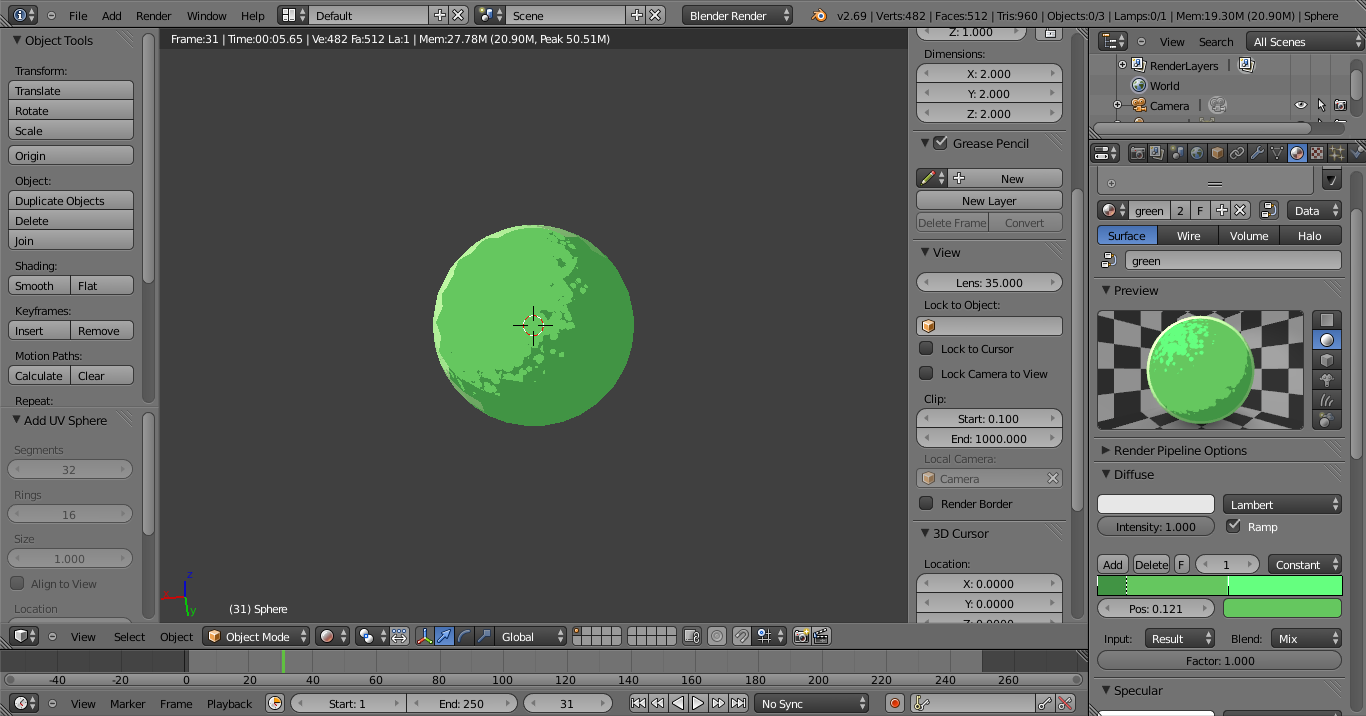 File Add Render Window Help Default Scene Blender Render v2.69 | Verts:482 | Faces:512 | Tris:960 | Objects:0/3 | Lamps:0/1 | Mem:19.30M (20.90M) | Sphere
Object Tools
Transform:
Translate
Rotate
Scale
Origin
Object:
Duplicate Objects
Delete
Join
Shading:
Smooth Flat
Keyframes:
Insert Remove
Motion Paths:
Calculate Clear
Repeat:
Add UV Sphere
Segments
32
Rings
16
Size
1.000
Align to View
Location
Frame:31 | Time:00:05.65 | Ve:482 Fa:512 La:1 | Mem:27.78M (20.90M, Peak 50.51M)
z
y
(31) Sphere
Z: 1.000
Dimensions:
X: 2.000
Y: 2.000
Z: 2.000
Grease Pencil
New
New Layer
Delete Frame Convert
View
Lens: 35.000
Lock to Object:
Lock to Cursor
Lock Camera to View
Clip:
Start: 0.100
End: 1000.000
Local Camera:
Camera
Render Border
3D Cursor
Location:
X: 0.0000
Y: 0.0000
View Search All Scenes
RenderLayers
World
Camera
green 2 F Data
Surface Wire Volume Halo
green
Preview
Render Pipeline Options
Diffuse
Lambert
Intensity: 1.000 Ramp
Add Delete F 1 Constant
Pos: 0.121
Input: Result Blend: Mix
Factor: 1.000
Specular
View Select Object Object Mode Global
-40 -20 0 20 40 60 80 100 120 140 160 180 200 220 240 260
View Marker Frame Playback Start: 1 End: 250 31 No Sync